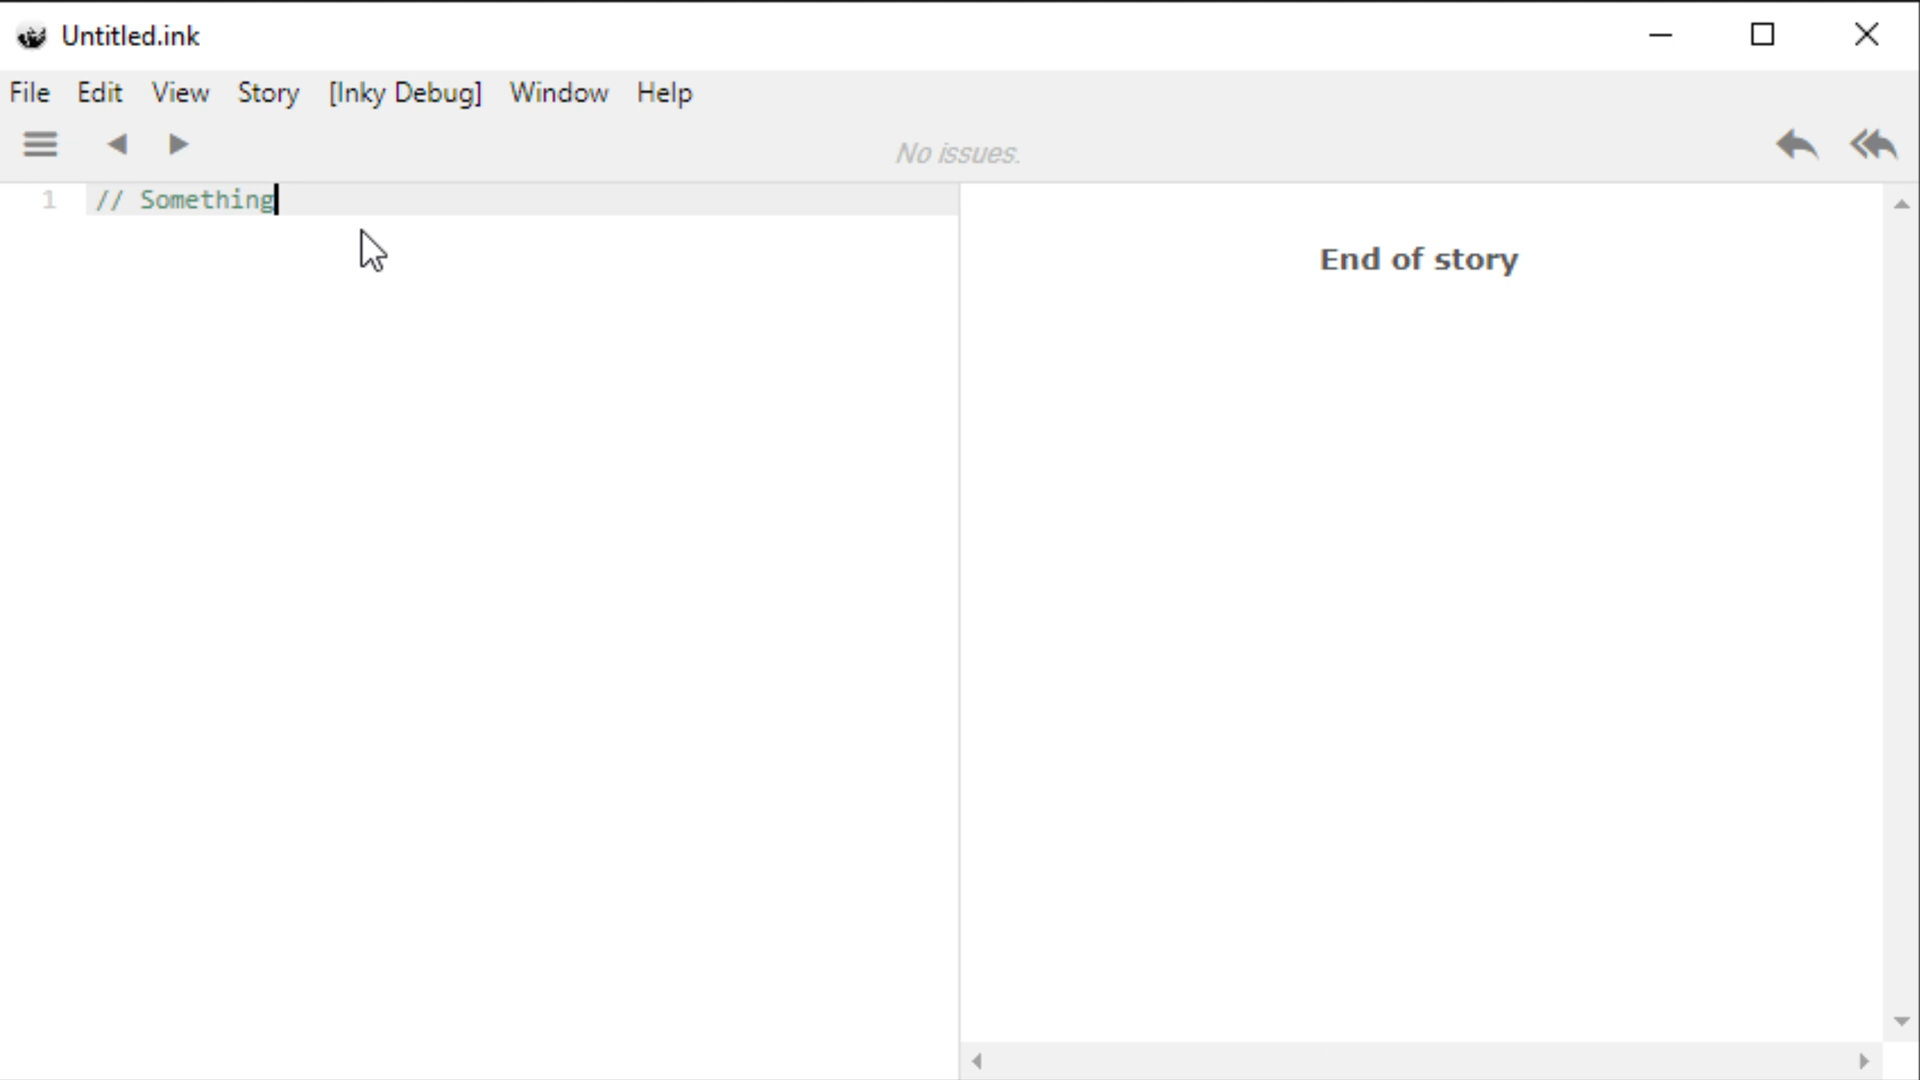 Untitled.ink
File Edit View Story [Inky Debug] Window Help
No issues.
1 // Something
End of story